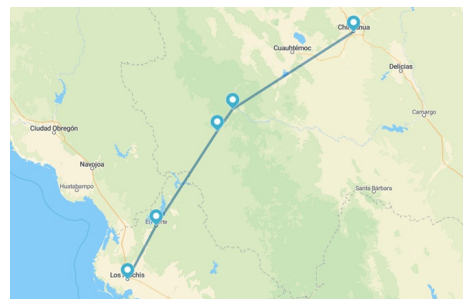 Chihuahua
Cuauhtémoc
Delicias
Camargo
Ciudad Obregón
Navojoa
Huatabampo
Santa Bárbara
El Fuerte
Los Mochis